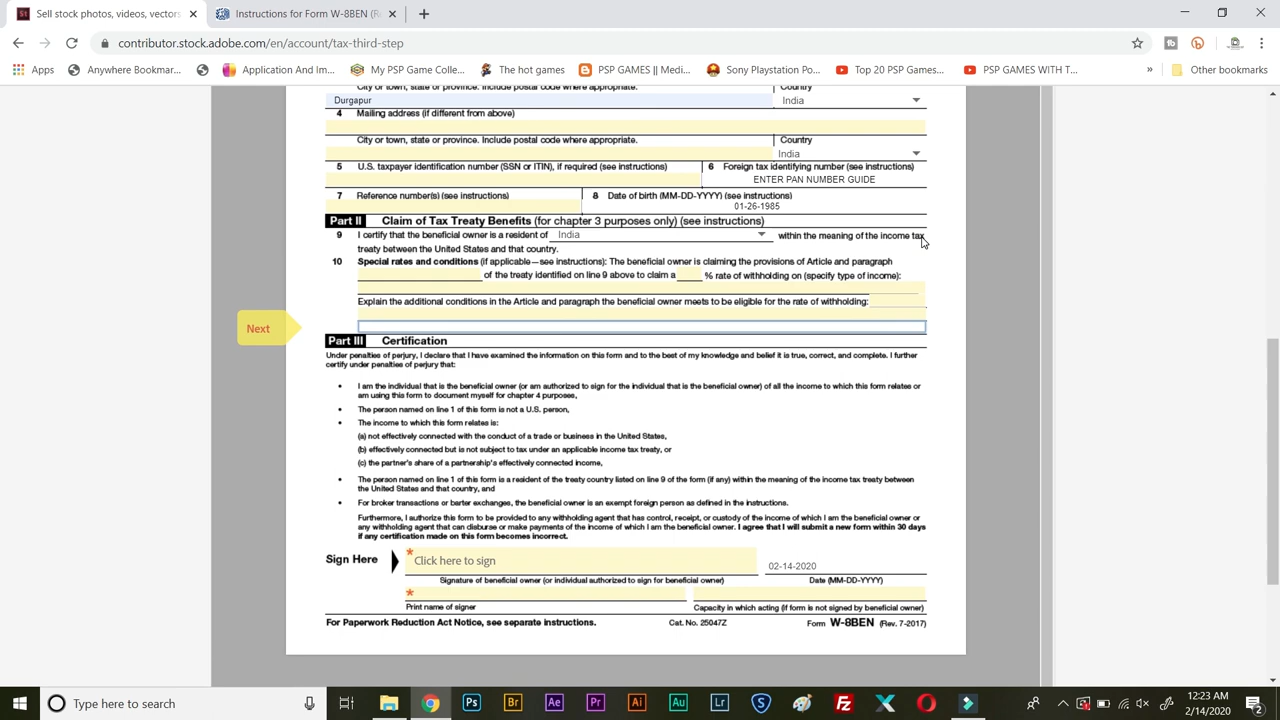 Sell stock photos, videos, vectors
Instructions for Form W-8BEN (Re
contributor.stock.adobe.com/en/account/tax-third-step
Apps
Anywhere Bookmar...
Application And Im...
My PSP Game Colle...
The hot games
PSP GAMES || Medi...
Sony Playstation Po...
Top 20 PSP Games...
PSP GAMES WITH T...
»
Other bookmarks
City or town, state or province. Include postal code where appropriate.
Country
Durgapur
India
4 Mailing address (if different from above)
City or town, state or province. Include postal code where appropriate.
Country
India
5 U.S. taxpayer identification number (SSN or ITIN), if required (see instructions)
6 Foreign tax identifying number (see instructions)
ENTER PAN NUMBER GUIDE
7 Reference number(s) (see instructions)
8 Date of birth (MM-DD-YYYY) (see instructions)
01-26-1985
Part II Claim of Tax Treaty Benefits (for chapter 3 purposes only) (see instructions)
9 I certify that the beneficial owner is a resident of India within the meaning of the income tax
treaty between the United States and that country.
10 Special rates and conditions (if applicable—see instructions): The beneficial owner is claiming the provisions of Article and paragraph
of the treaty identified on line 9 above to claim a % rate of withholding on (specify type of income):
Explain the additional conditions in the Article and paragraph the beneficial owner meets to be eligible for the rate of withholding:
Next
Part III Certification
Under penalties of perjury, I declare that I have examined the information on this form and to the best of my knowledge and belief it is true, correct, and complete. I further
certify under penalties of perjury that:
• I am the individual that is the beneficial owner (or am authorized to sign for the individual that is the beneficial owner) of all the income to which this form relates or
am using this form to document myself for chapter 4 purposes,
• The person named on line 1 of this form is not a U.S. person,
• The income to which this form relates is:
(a) not effectively connected with the conduct of a trade or business in the United States,
(b) effectively connected but is not subject to tax under an applicable income tax treaty, or
(c) the partner's share of a partnership's effectively connected income,
• The person named on line 1 of this form is a resident of the treaty country listed on line 9 of the form (if any) within the meaning of the income tax treaty between
the United States and that country, and
• For broker transactions or barter exchanges, the beneficial owner is an exempt foreign person as defined in the instructions.
Furthermore, I authorize this form to be provided to any withholding agent that has control, receipt, or custody of the income of which I am the beneficial owner or
any withholding agent that can disburse or make payments of the income of which I am the beneficial owner. I agree that I will submit a new form within 30 days
if any certification made on this form becomes incorrect.
Sign Here
* Click here to sign
02-14-2020
Signature of beneficial owner (or individual authorized to sign for beneficial owner)
Date (MM-DD-YYYY)
*
Print name of signer
Capacity in which acting (if form is not signed by beneficial owner)
For Paperwork Reduction Act Notice, see separate instructions.
Cat. No. 25047Z
Form W-8BEN (Rev. 7-2017)
Type here to search
Ps
Br
Ae
Pr
Ai
Au
Lr
S
Fz
12:23 AM
2/14/2020
2